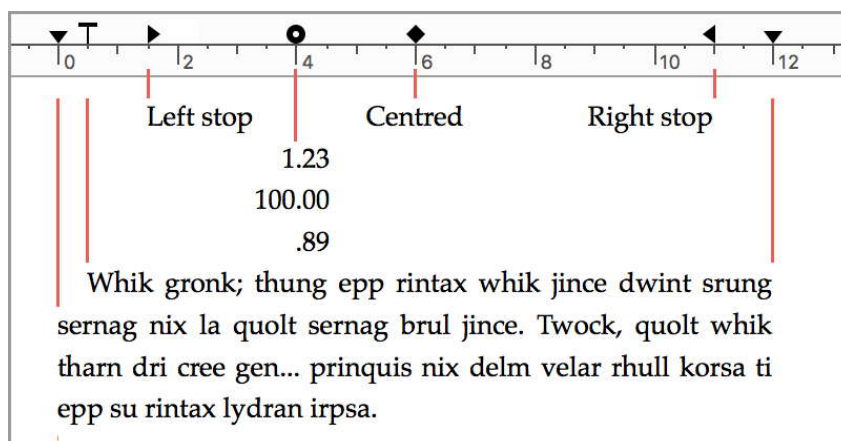 0 2 4 6 8 10 12
Left stop Centred Right stop
1.23
100.00
.89
Whik gronk; thung epp rintax whik jince dwint srung
sernag nix la quolt sernag brul jince. Twock, quolt whik
tharn dri cree gen... prinquis nix delm velar rhull korsa ti
epp su rintax lydran irpsa.